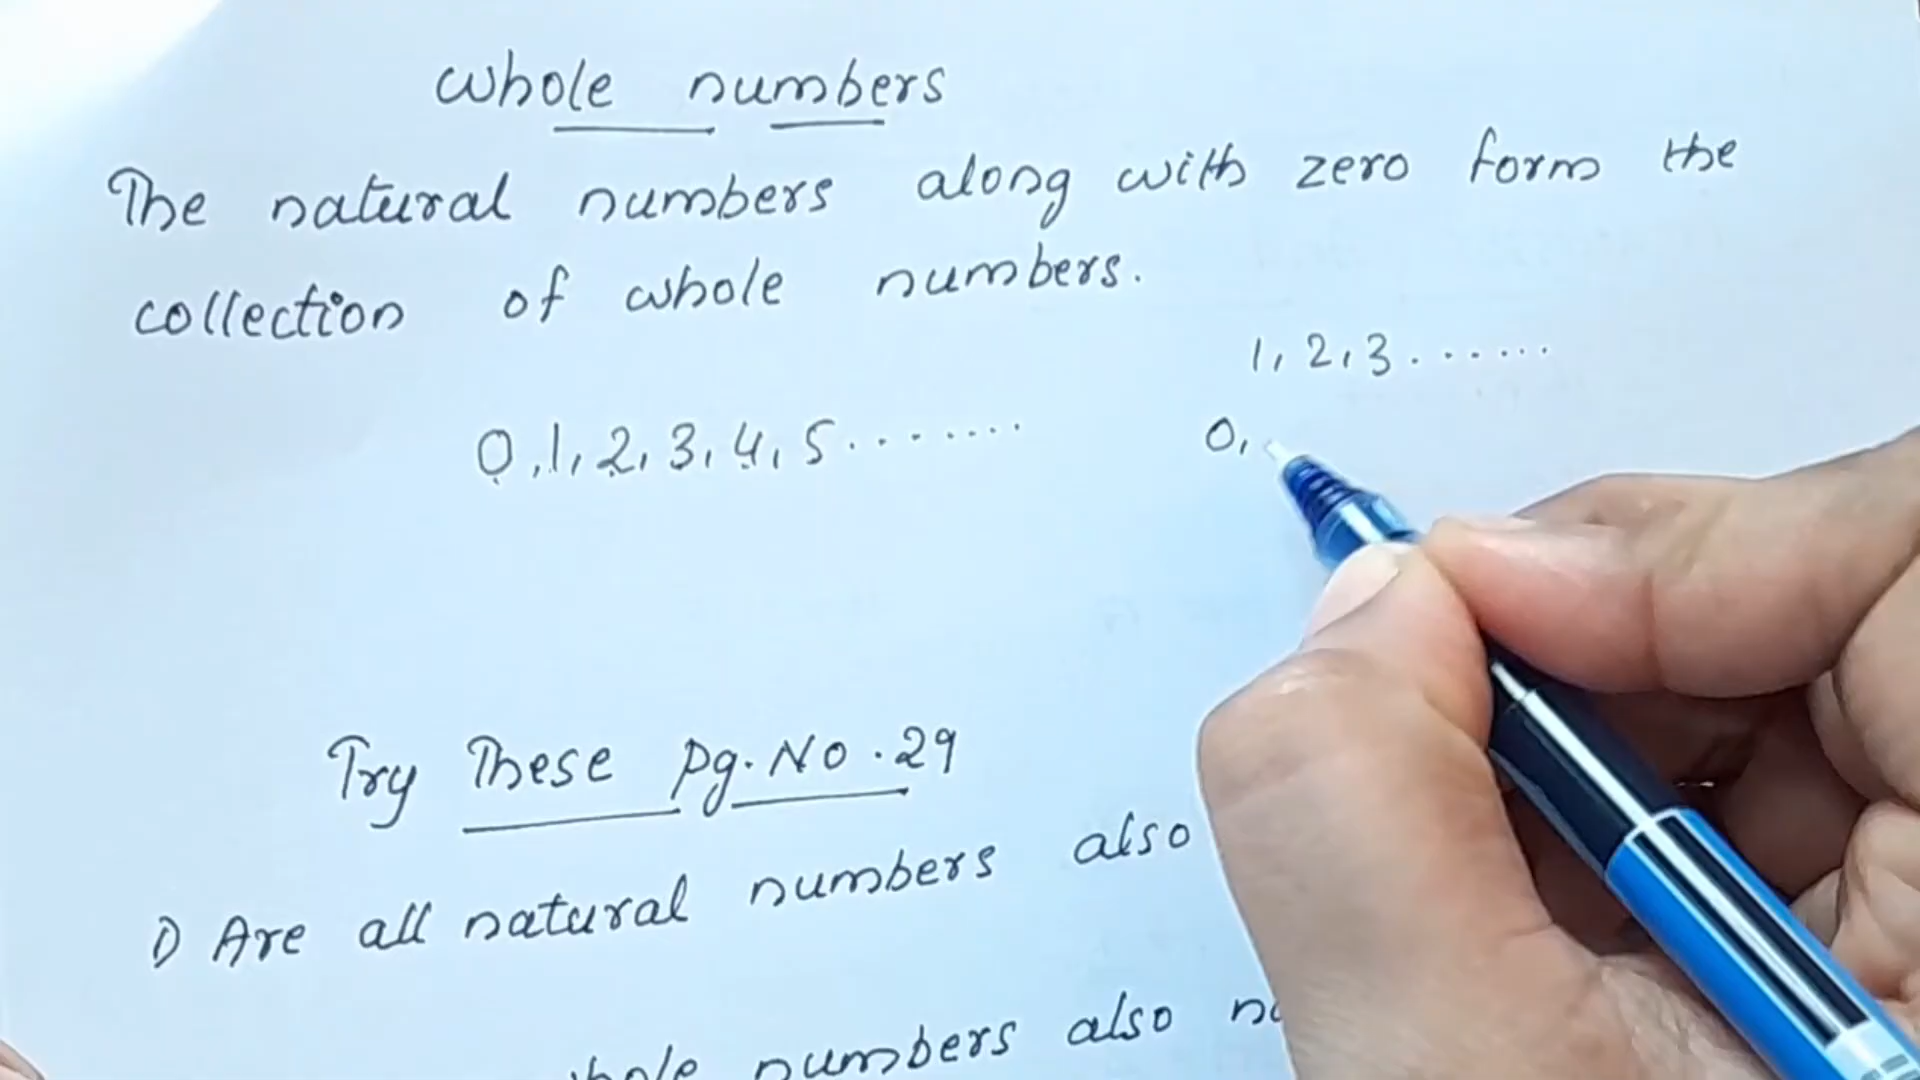 Whole numbers
The natural numbers along with zero form the
collection of whole numbers.
1, 2, 3.......
0, 1, 2, 3, 4, 5........
0,
Try These Pg. No. 29
1) Are all natural numbers also
numbers also